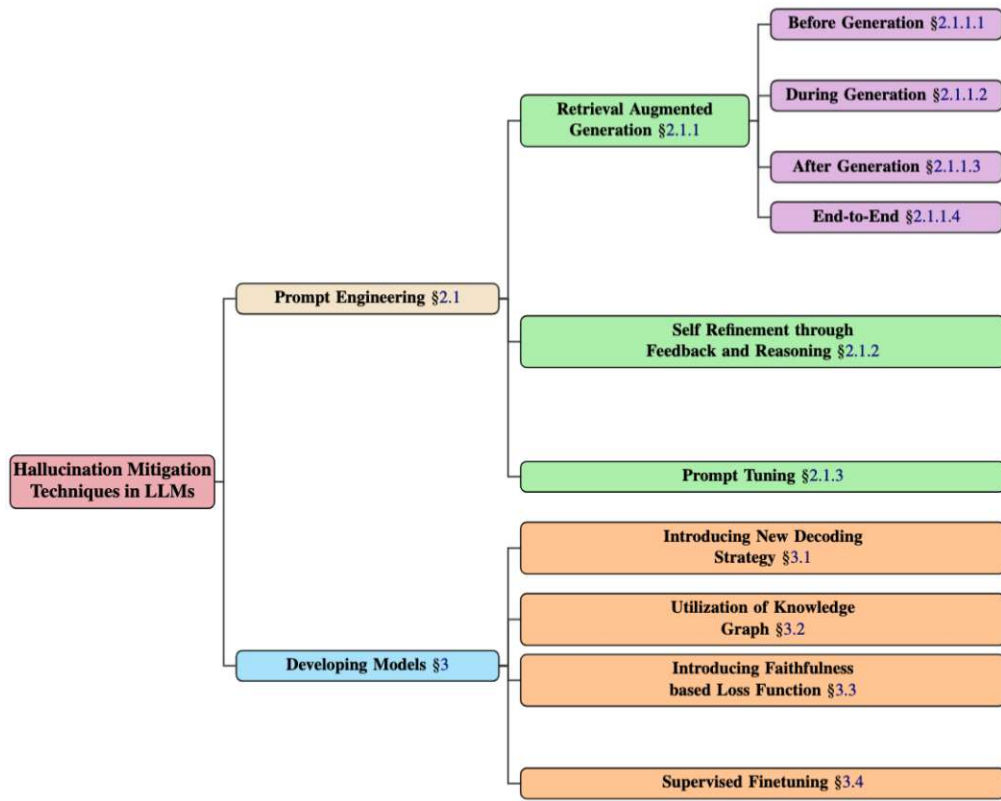 Before Generation §2.1.1.1
During Generation §2.1.1.2
Retrieval Augmented
Generation §2.1.1
After Generation §2.1.1.3
End-to-End §2.1.1.4
Prompt Engineering §2.1
Self Refinement through
Feedback and Reasoning §2.1.2
Hallucination Mitigation
Techniques in LLMs
Prompt Tuning §2.1.3
Introducing New Decoding
Strategy §3.1
Utilization of Knowledge
Graph §3.2
Developing Models §3
Introducing Faithfulness
based Loss Function §3.3
Supervised Finetuning §3.4